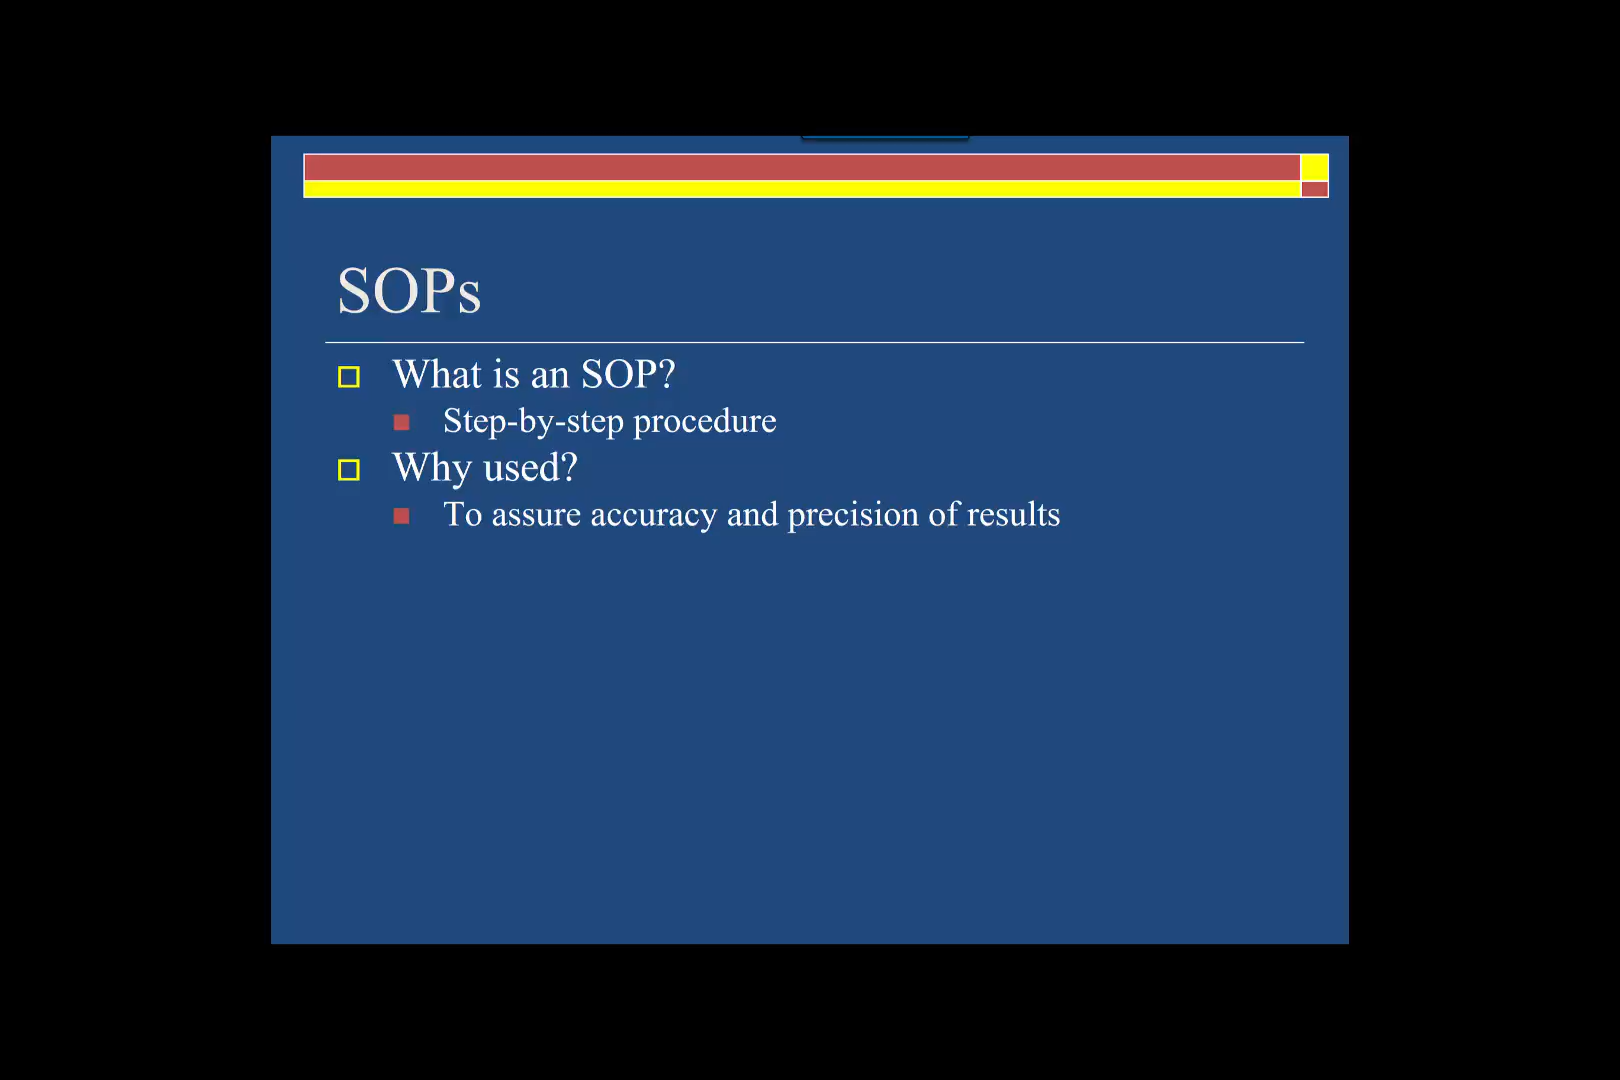 SOPs
What is an SOP?
Step-by-step procedure
Why used?
To assure accuracy and precision of results